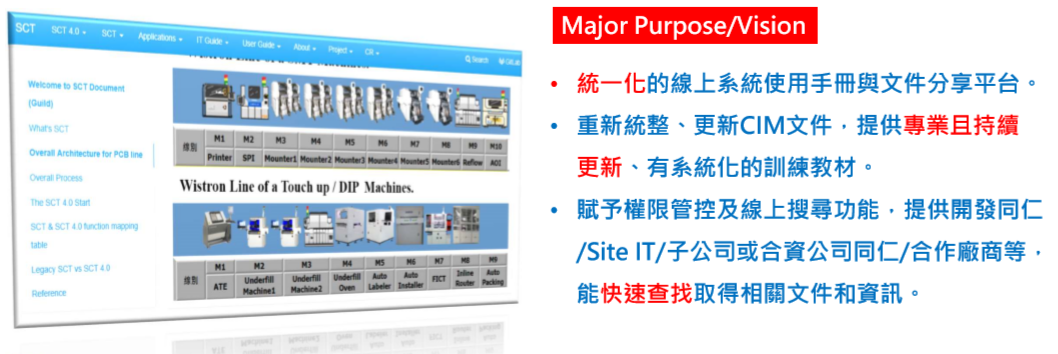 SCT SCT 4.0 SCT Applications IT Guide User Guide About Project CR Search GitLab
Welcome to SCT Document
(Guild)
What's SCT
Overall Architecture for PCB line
Overall Process
The SCT 4.0 Start
SCT & SCT 4.0 function mapping
table
Legacy SCT vs SCT 4.0
Reference
線別 M1 M2 M3 M4 M5 M6 M7 M8 M9 M10
Printer SPI Mounter1 Mounter2 Mounter3 Mounter4 Mounter5 Mounter6 Reflow AOI
Wistron Line of a Touch up / DIP Machines.
線別 M1 M2 M3 M4 M5 M6 M7 M8 M9
ATE Underfill Machine1 Underfill Machine2 Underfill Oven Auto Labeler Auto Installer FICT Inline Router Auto Packing
Major Purpose/Vision
• 統一化的線上系統使用手冊與文件分享平台。
• 重新統整、更新CIM文件，提供專業且持續
更新、有系統化的訓練教材。
• 賦予權限管控及線上搜尋功能，提供開發同仁
/Site IT/子公司或合資公司同仁/合作廠商等，
能快速查找取得相關文件和資訊。